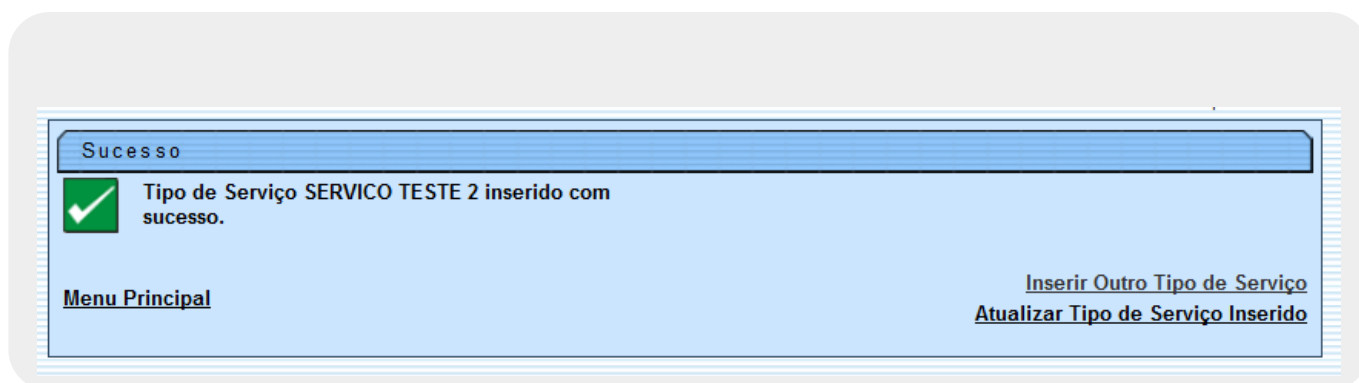 Sucesso
Tipo de Serviço SERVICO TESTE 2 inserido com
sucesso.
Inserir Outro Tipo de Serviço
Menu Principal
Atualizar Tipo de Serviço Inserido